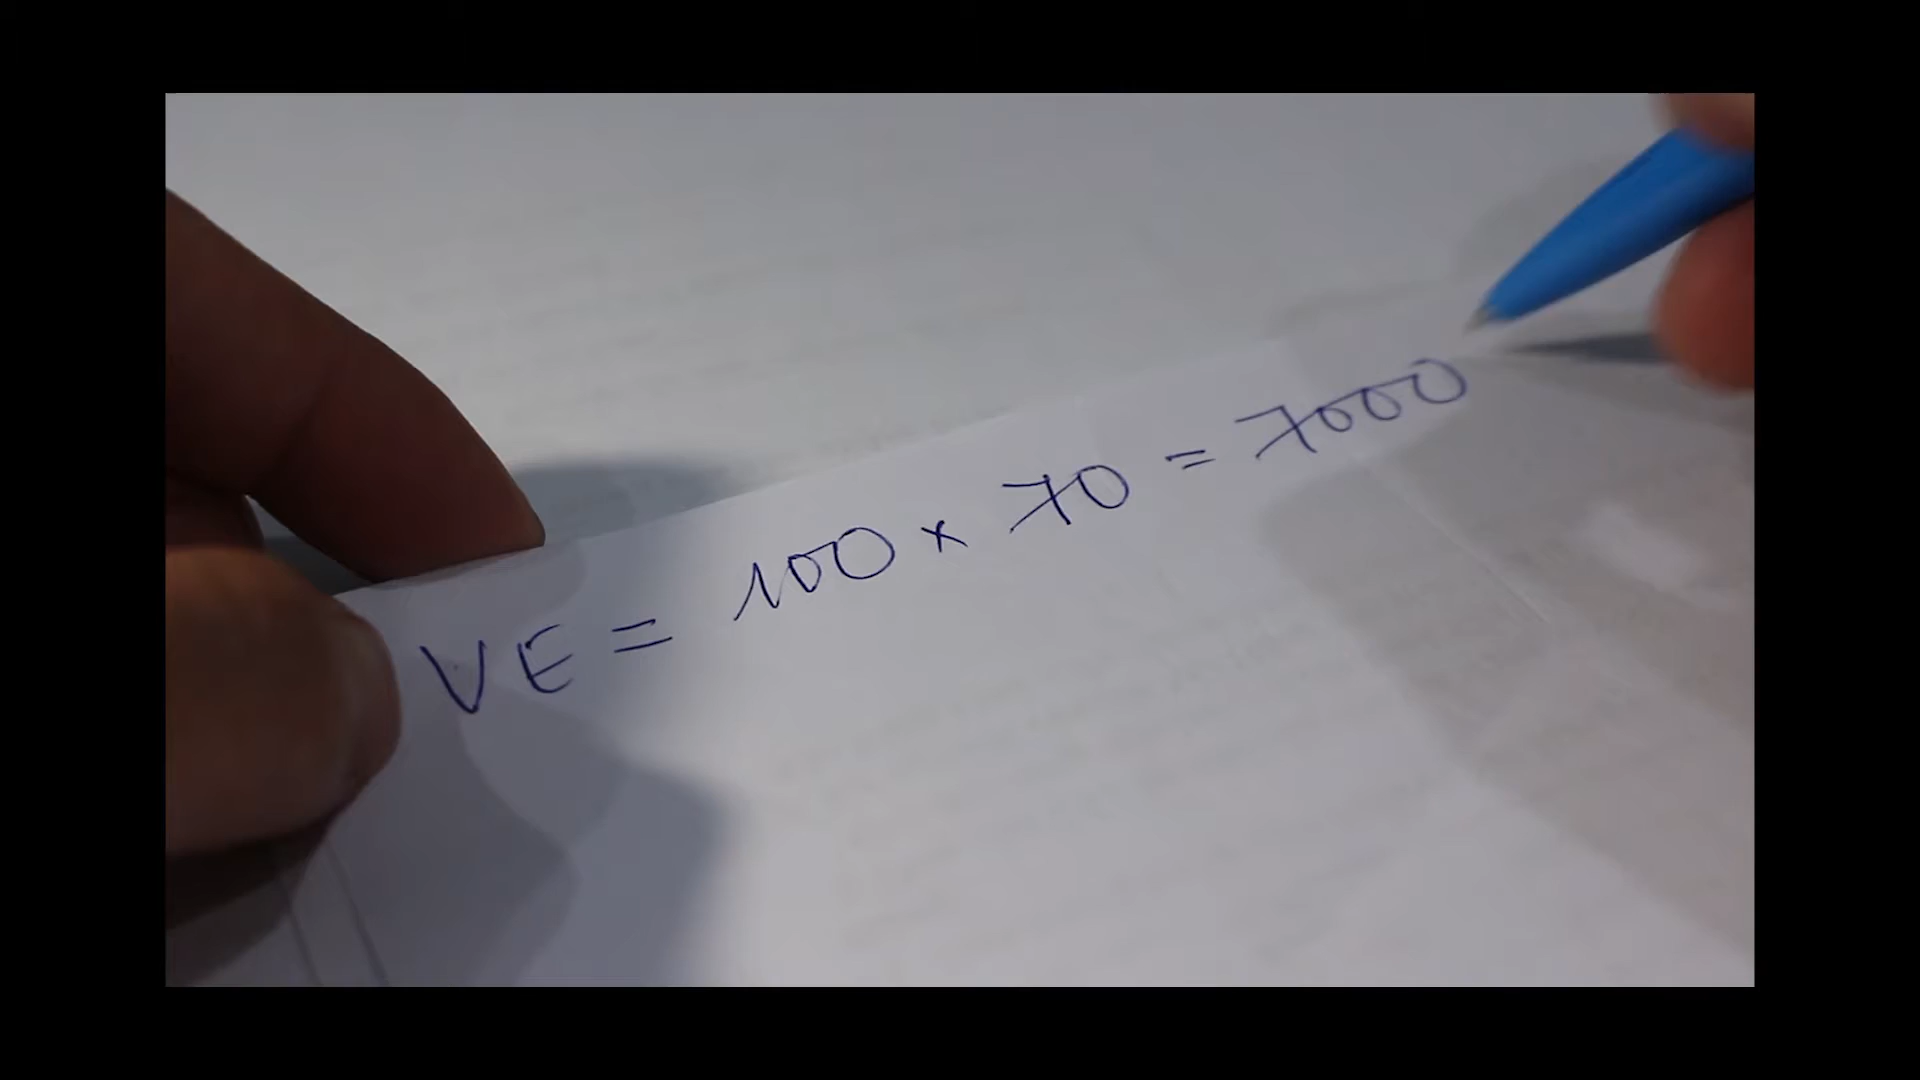 VE = 100 x 70 = 7000